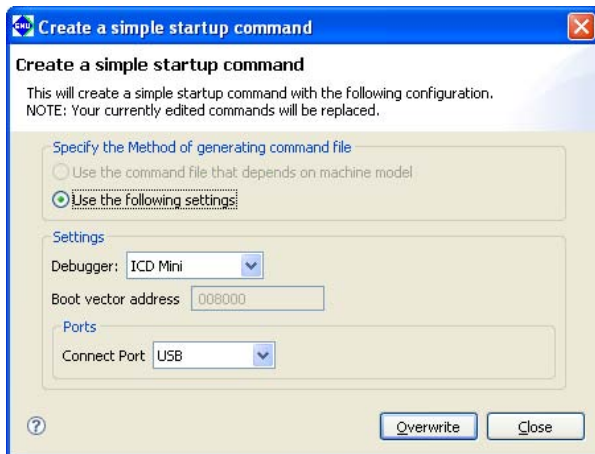 GNU Create a simple startup command
Create a simple startup command
This will create a simple startup command with the following configuration.
NOTE: Your currently edited commands will be replaced.
Specify the Method of generating command file
Use the command file that depends on machine model
Use the following settings
Settings
Debugger: ICD Mini
Boot vector address 008000
Ports
Connect Port USB
? Overwrite Close